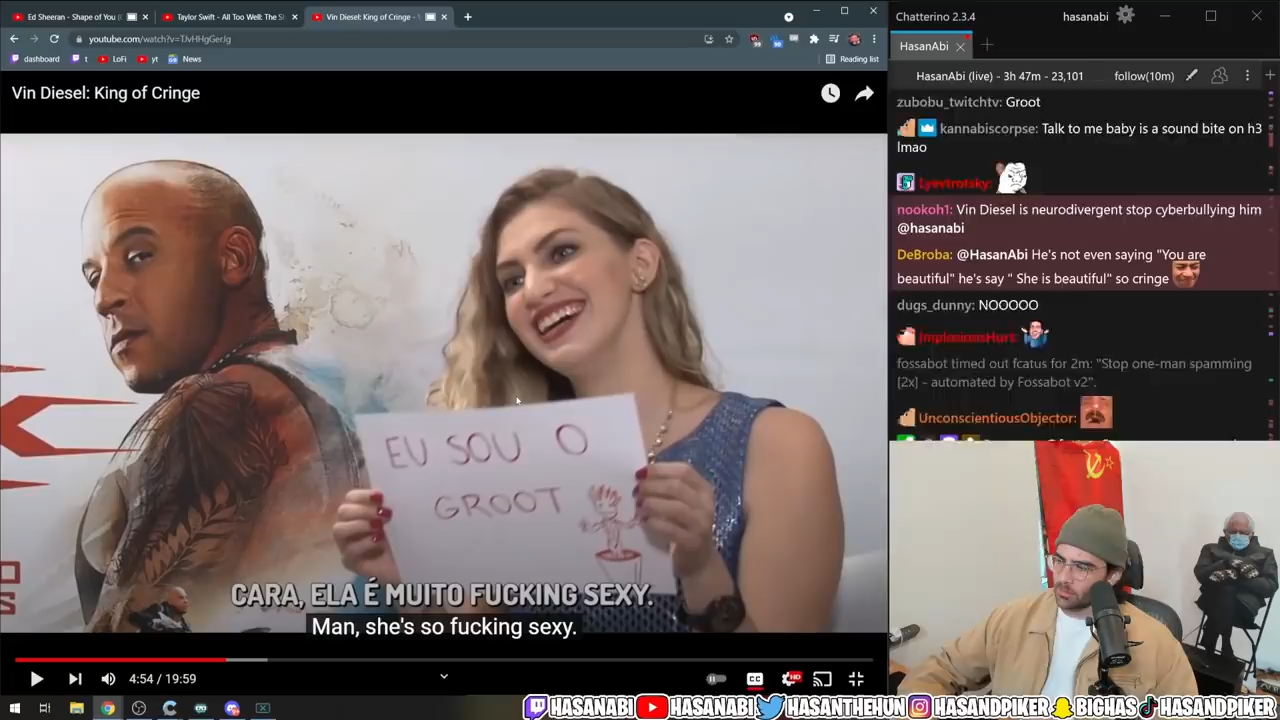 Ed Sheeran - Shape of You (
Taylor Swift - All Too Well: The S
Vin Diesel: King of Cringe -
youtube.com/watch?v=TJvHHgGerJg
dashboard
t
LoFi
yt
News
Reading list
Vin Diesel: King of Cringe
EU SOU O
GROOT
CARA, ELA É MUITO FUCKING SEXY.
Man, she's so fucking sexy.
4:54 / 19:59
CC
HD
Chatterino 2.3.4
hasanabi
HasanAbi
HasanAbi (live) - 3h 47m - 23,101
follow(10m)
zubobu_twitchtv: Groot
kannabiscorpse: Talk to me baby is a sound bite on h3
lmao
Lyevtrotsky:
nookoh1: Vin Diesel is neurodivergent stop cyberbullying him
@hasanabi
DeBroba: @HasanAbi He's not even saying "You are
beautiful" he's say " She is beautiful" so cringe
dugs_dunny: NOOOOO
ImplosionsHurt:
fossabot timed out fcatus for 2m: "Stop one-man spamming
[2x] - automated by Fossabot v2".
UnconscientiousObjector:
HASANABI
HASANABI
HASANTHEHUN
HASANDPIKER
BIGHAS
HASANDPIKER